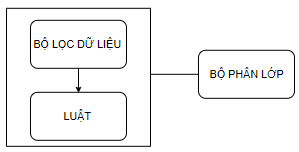 BỘ LỌC DỮ LIỆU
LUẬT
BỘ PHÂN LỚP